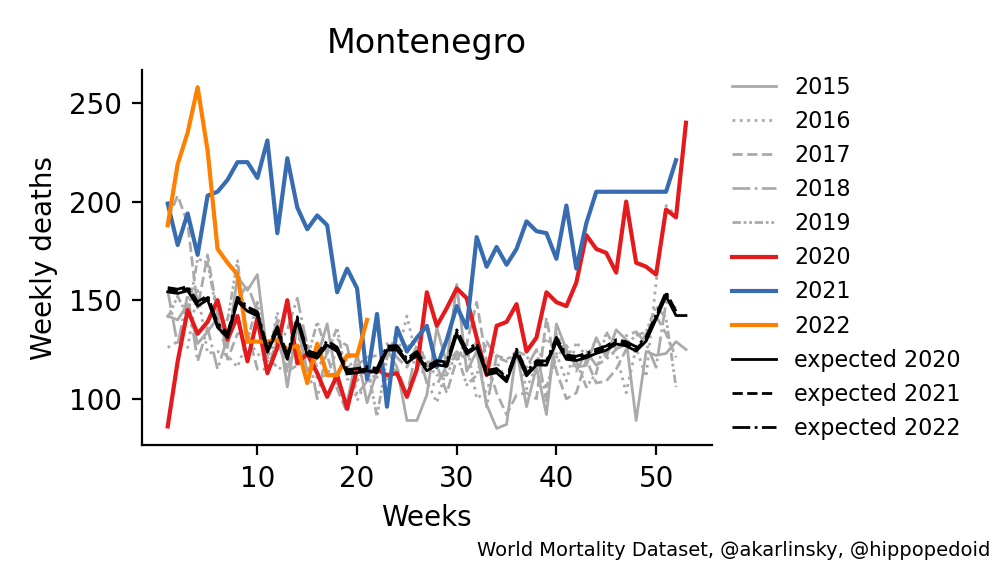 Montenegro
Weekly deaths
250
200
150
100
10 20 30 40 50
Weeks
2015
2016
2017
2018
2019
2020
2021
2022
expected 2020
expected 2021
expected 2022
World Mortality Dataset, @akarlinsky, @hippopedoid